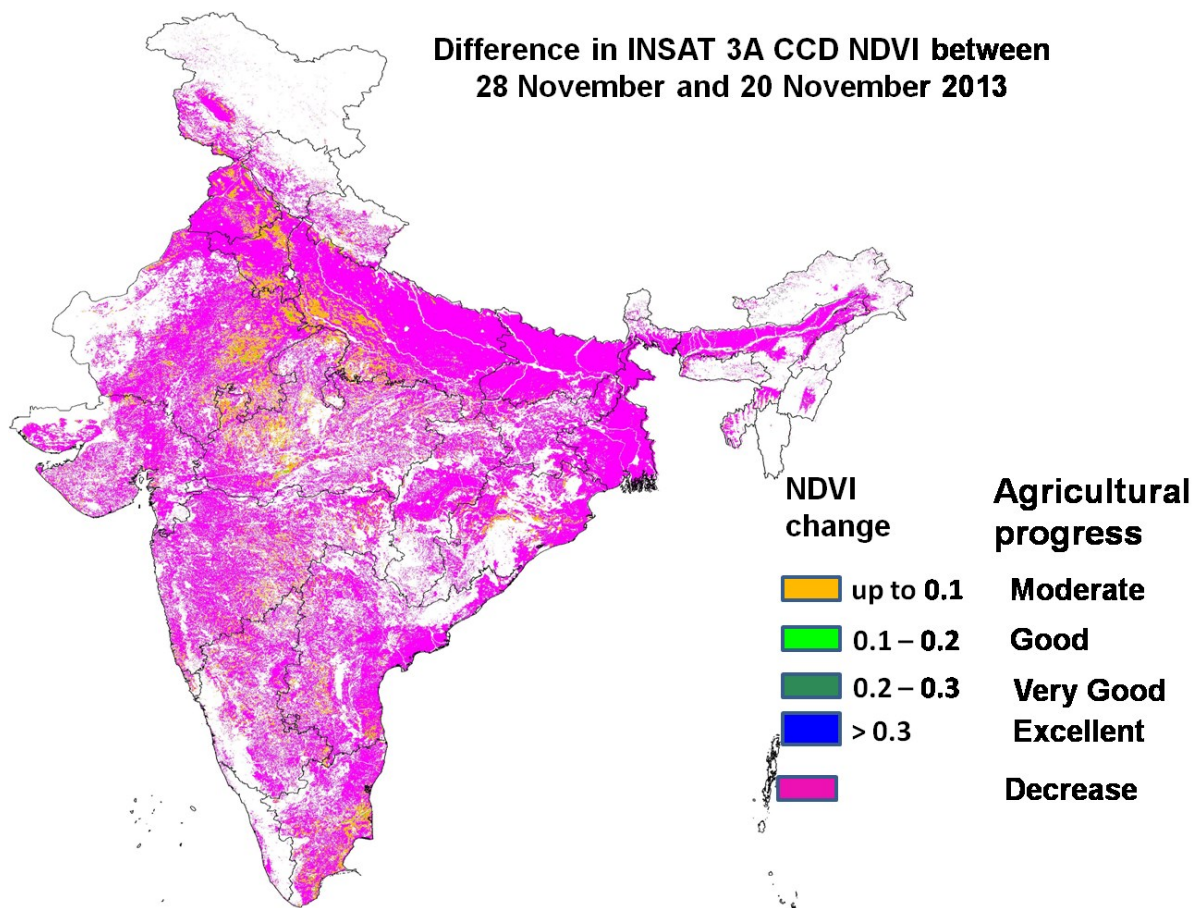 Difference in INSAT 3A CCD NDVI between
28 November and 20 November 2013
NDVI change
Agricultural progress
up to 0.1 Moderate
0.1 – 0.2 Good
0.2 – 0.3 Very Good
> 0.3 Excellent
Decrease